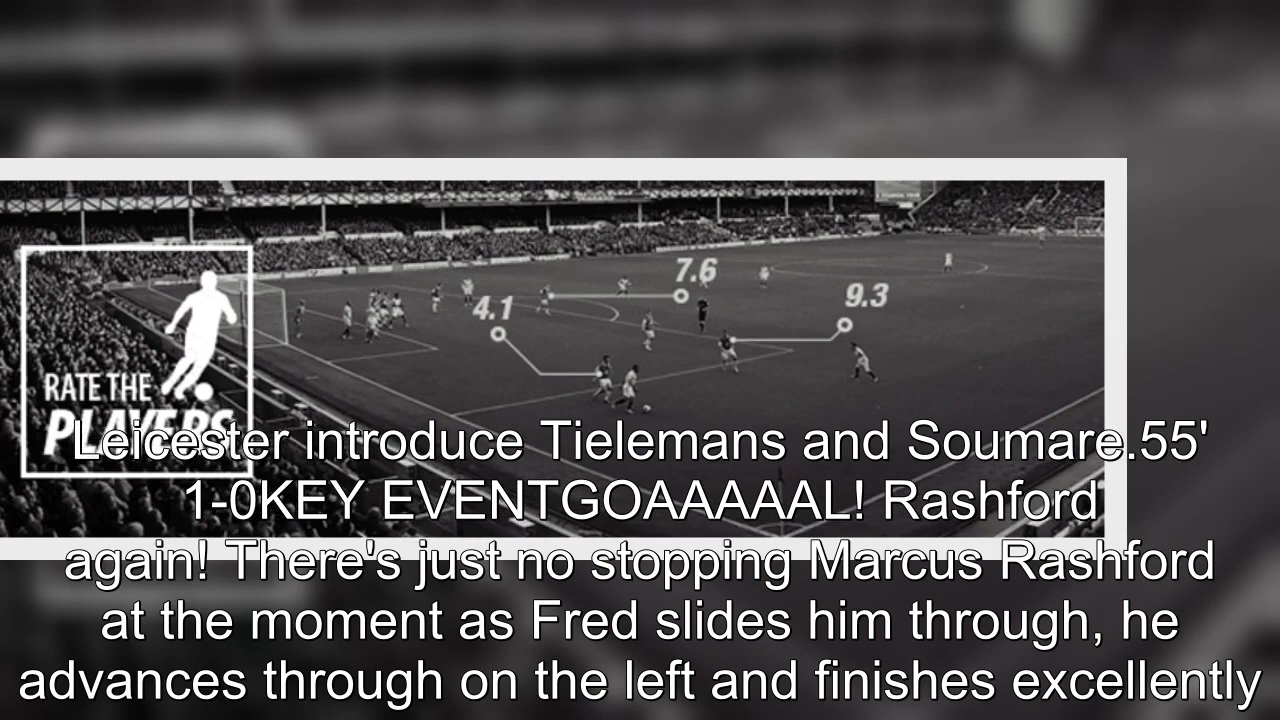 7.6
4.1
9.3
RATE THE
PLAYERS
Leicester introduce Tielemans and Soumare.55'
1-0KEY EVENTGOAAAAAL! Rashford
again! There's just no stopping Marcus Rashford
at the moment as Fred slides him through, he
advances through on the left and finishes excellently